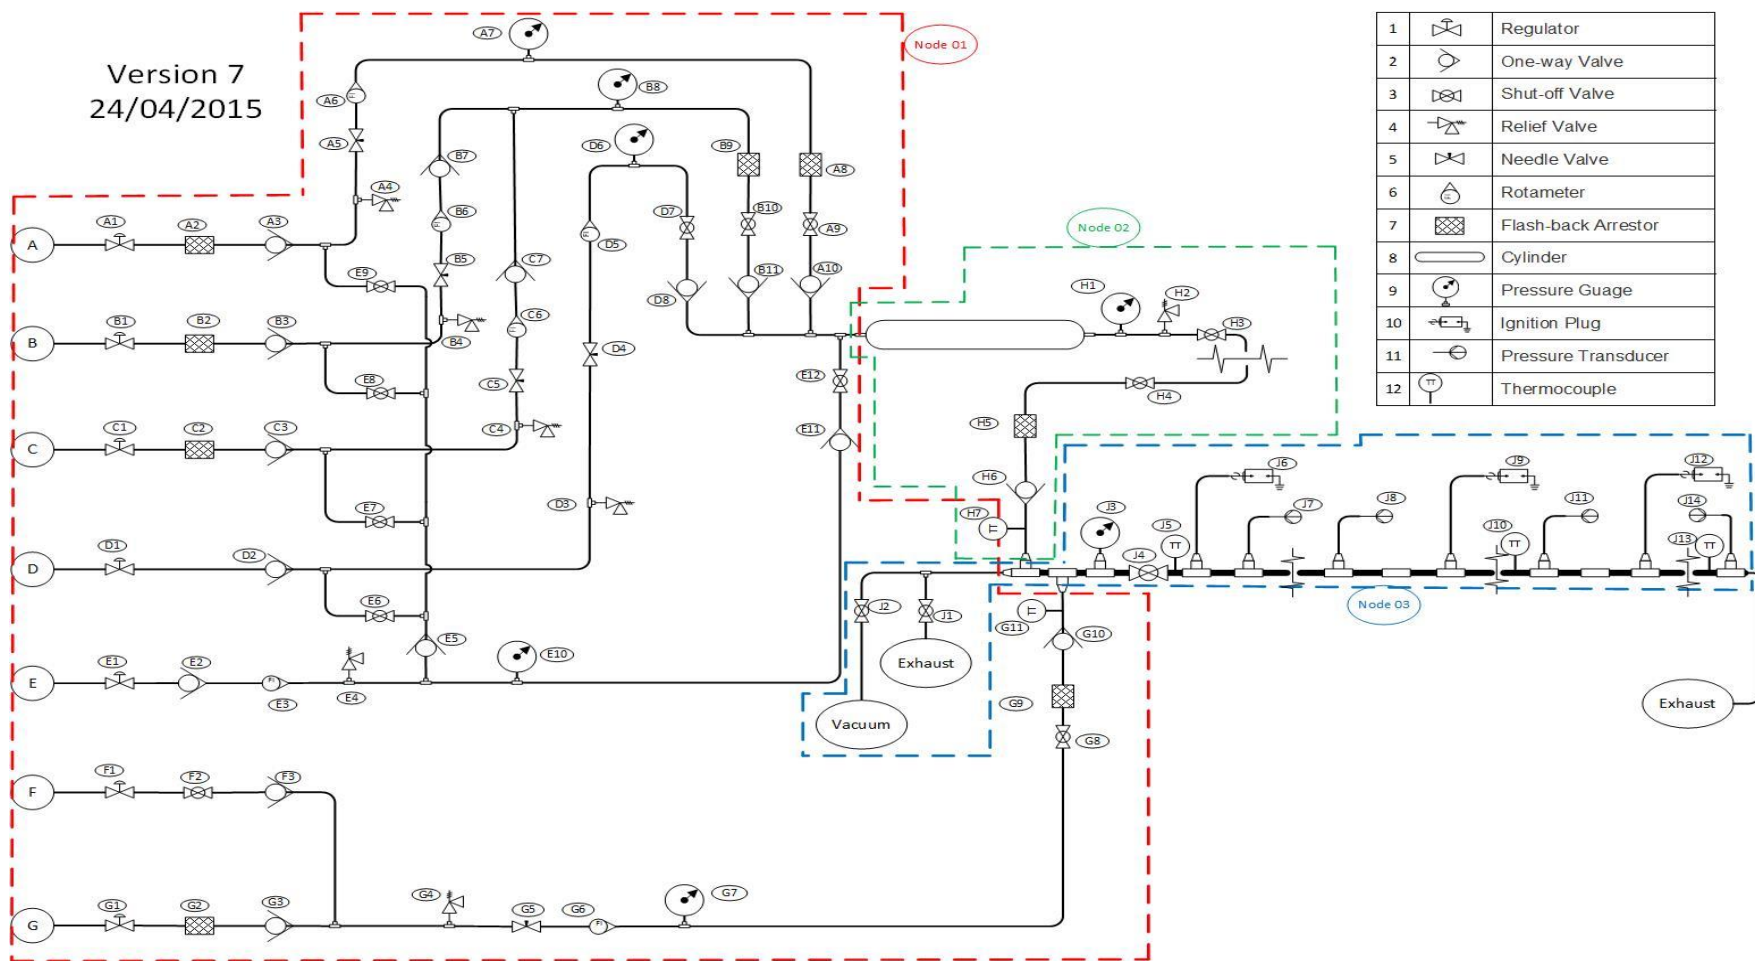 Version 7
24/04/2015
Node 01
Node 02
Node 03
1 Regulator
2 One-way Valve
3 Shut-off Valve
4 Relief Valve
5 Needle Valve
6 Rotameter
7 Flash-back Arrestor
8 Cylinder
9 Pressure Guage
10 Ignition Plug
11 Pressure Transducer
12 TT Thermocouple
A7
A6
A5
A4
B8
D6
B7
B9
A8
B6
D7
B10
A9
D5
A A1 A2 A3
E9
B5
C7
D8
B11
A10
B B1 B2 B3
B4
C6
D4
E8
C5
E12
H1
H2
H3
H4
C C1 C2 C3
C4
E11
H5
E7
D3
H6
H7
TT
J3
J4
J5
TT
J6
J7
J8
J9
J10
TT
J11
J12
J13
TT
J14
D D1 D2
E6
E5
J2
J1
G11
TT
G10
Exhaust
Vacuum
Exhaust
E E1 E2 E3 E4 E10
G9
G8
F F1 F2 F3
G G1 G2 G3 G4 G5 G6 G7